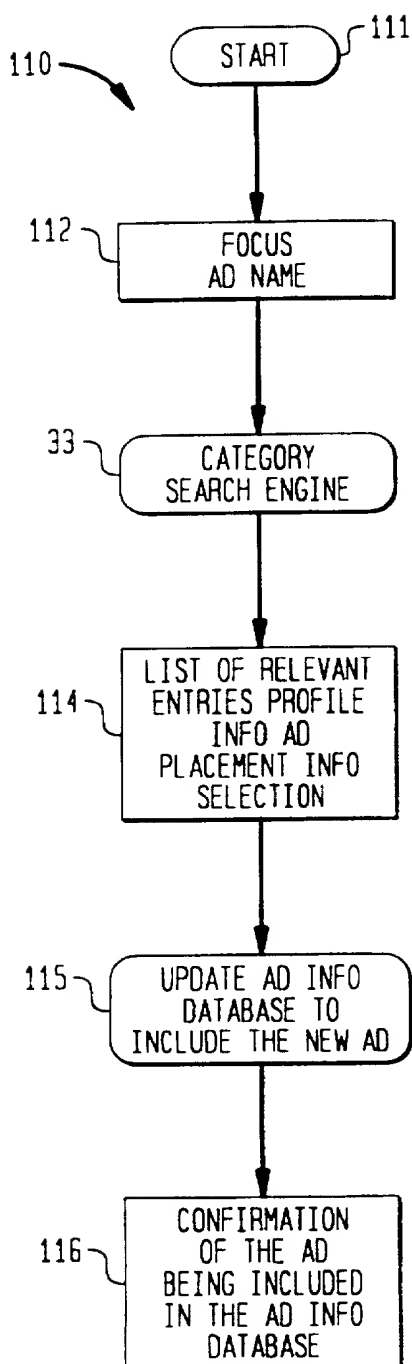 110
START
111
112
FOCUS
AD NAME
33
CATEGORY
SEARCH ENGINE
114
LIST OF RELEVANT
ENTRIES PROFILE
INFO AD
PLACEMENT INFO
SELECTION
115
UPDATE AD INFO
DATABASE TO
INCLUDE THE NEW AD
116
CONFIRMATION
OF THE AD
BEING INCLUDED
IN THE AD INFO
DATABASE